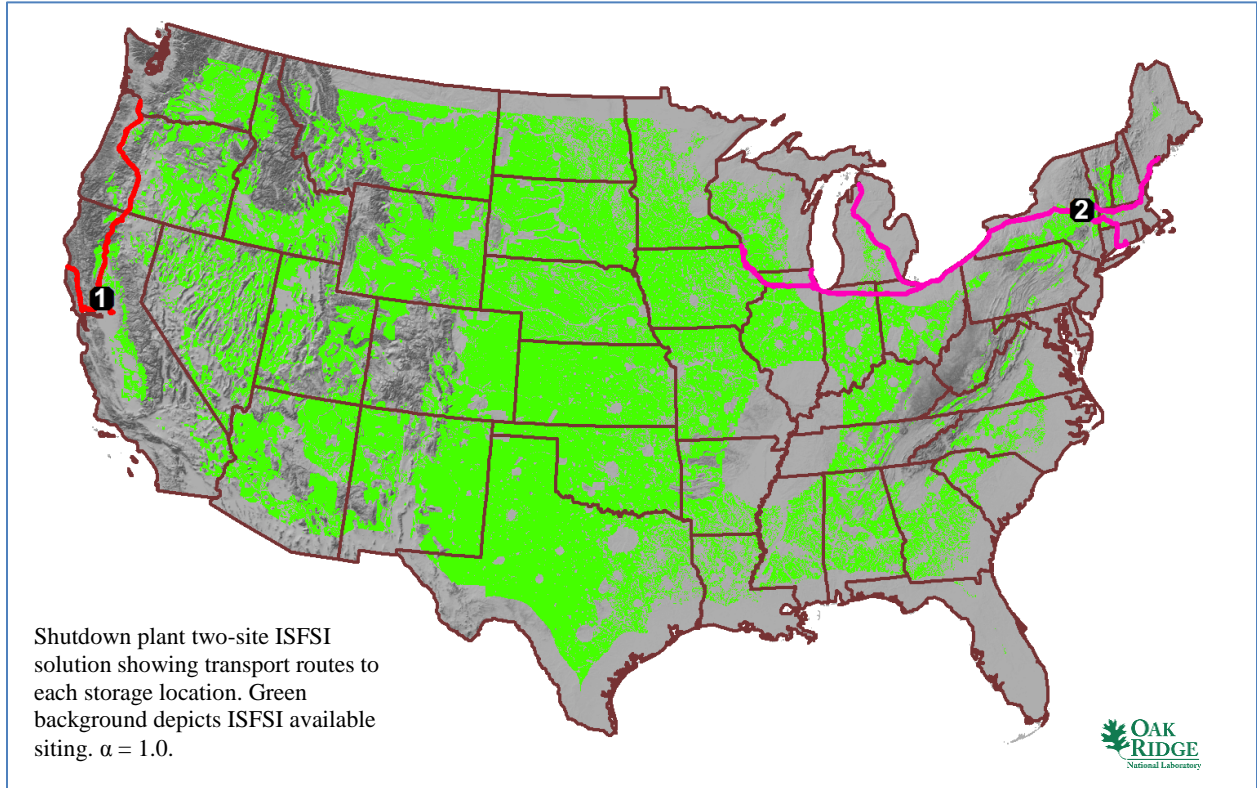 1
2
Shutdown plant two-site ISFSI
solution showing transport routes to
each storage location. Green
background depicts ISFSI available
siting. α = 1.0.
OAK
RIDGE
National Laboratory